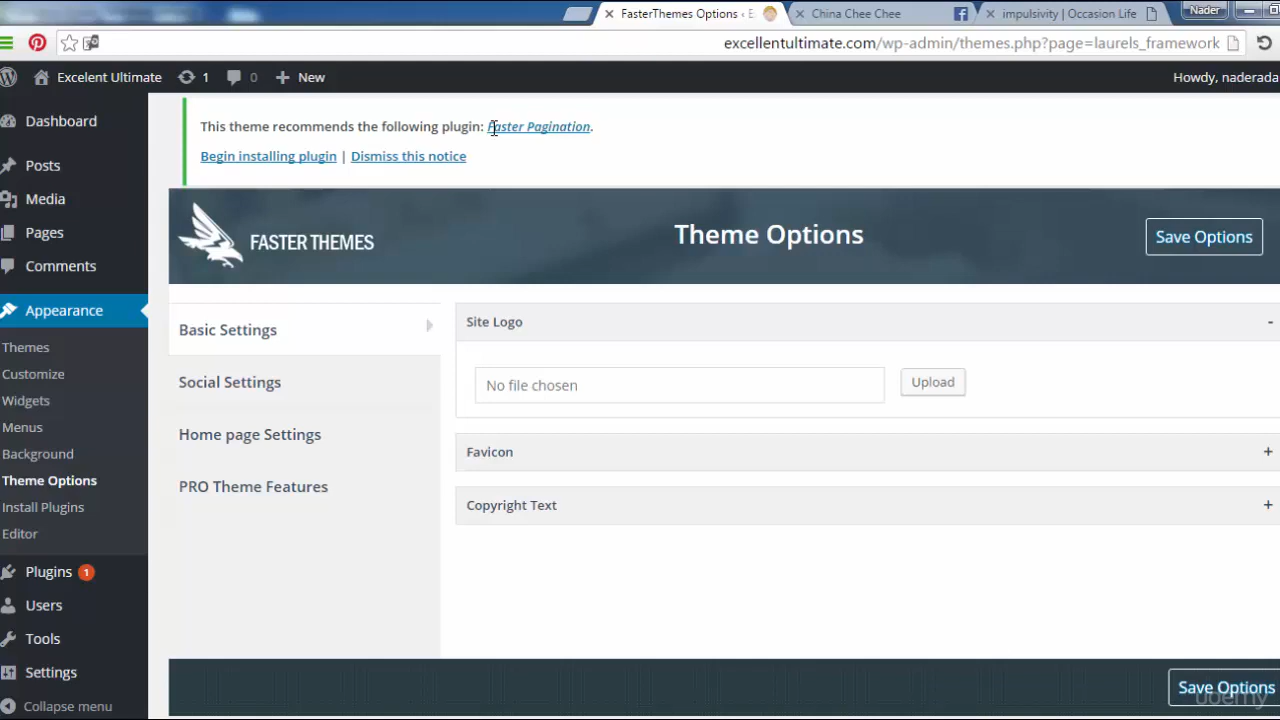 FasterThemes Options ‹ E
China Chee Chee
impulsivity | Occasion Life
Nader
excellentultimate.com/wp-admin/themes.php?page=laurels_framework
Excelent Ultimate
1
0
New
Howdy, naderada
Dashboard
Posts
Media
Pages
Comments
Appearance
Themes
Customize
Widgets
Menus
Background
Theme Options
Install Plugins
Editor
Plugins 1
Users
Tools
Settings
Collapse menu
This theme recommends the following plugin: Faster Pagination.
Begin installing plugin | Dismiss this notice
FASTER THEMES
Theme Options
Save Options
Basic Settings
Social Settings
Home page Settings
PRO Theme Features
Site Logo -
No file chosen
Upload
Favicon +
Copyright Text +
Save Options
udemy